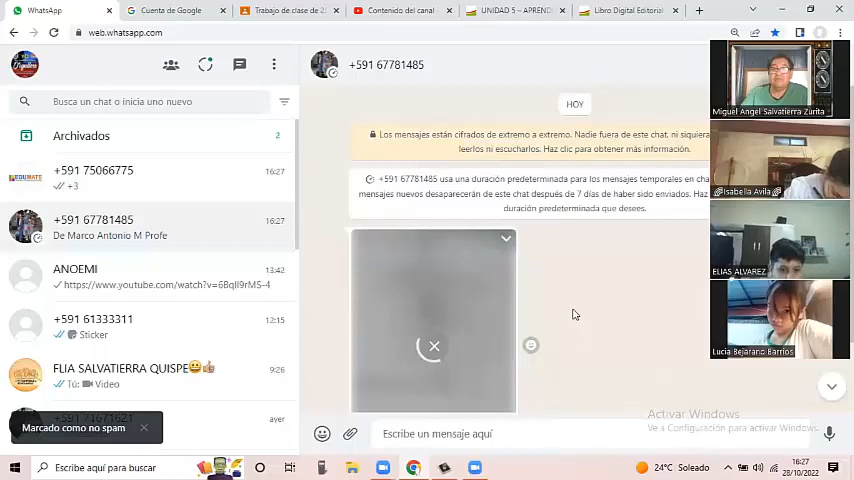 WhatsApp
Cuenta de Google
Trabajo de clase de 2
Contenido del canal
UNIDAD 5 – APREN
Libro Digital Editorial
web.whatsapp.com
Busca un chat o inicia uno nuevo
Archivados
2
+591 75066775
16:27
EDUMATE
+3
+591 67781485
16:27
De Marco Antonio M Profe
ANOEMI
13:42
https://www.youtube.com/watch?v=6Bqll9rMS-4
+591 61333311
12:15
Sticker
FLIA SALVATIERRA QUISPE😀👍🏼
9:26
Tú: Video
+591 71671621
ayer
Marcado como no spam
+591 67781485
HOY
Los mensajes están cifrados de extremo a extremo. Nadie fuera de este chat, ni siquiera
leerlos ni escucharlos. Haz clic para obtener más información.
+591 67781485 usa una duración predeterminada para los mensajes temporales en cha
mensajes nuevos desaparecerán de este chat después de 7 días de haber sido enviados. Haz
duración predeterminada que desees.
Escribe un mensaje aquí
Miguel Angel Salvatierra Zurita
Isabella Avila
ELIAS ALVAREZ
Lucia Bejarano Barrios
Activar Windows
Ve a Configuración para activar Windows.
Escribe aquí para buscar
24°C Soleado
16:27
28/10/2022